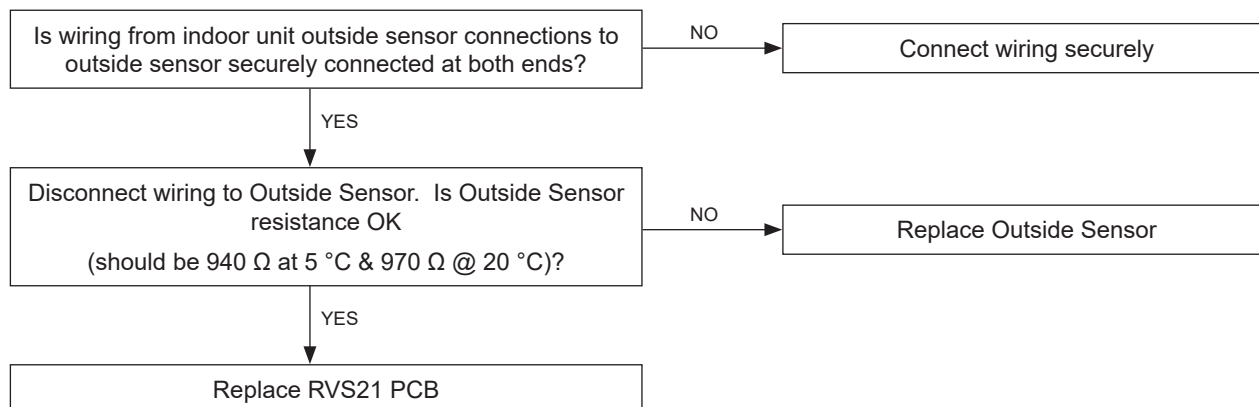 Is wiring from indoor unit outside sensor connections to
outside sensor securely connected at both ends?
NO
Connect wiring securely
YES
Disconnect wiring to Outside Sensor. Is Outside Sensor
resistance OK
(should be 940 Ω at 5 °C & 970 Ω @ 20 °C)?
NO
Replace Outside Sensor
YES
Replace RVS21 PCB